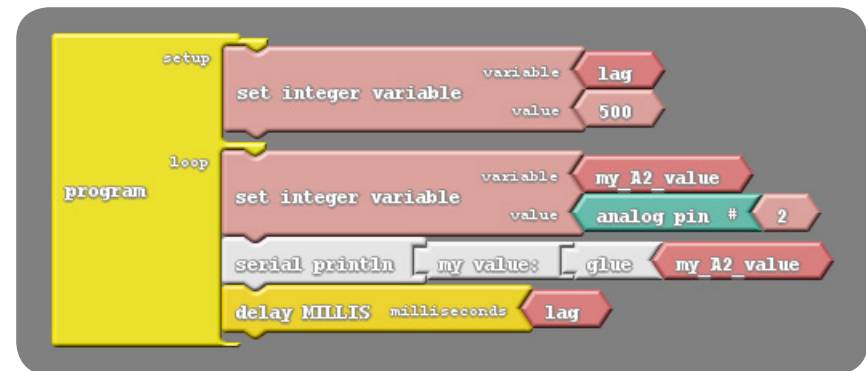 setup
set integer variable variable lag
value 500
loop
program
set integer variable variable my_A2_value
value analog pin # 2
serial println my value: glue my_A2_value
delay MILLIS milliseconds lag